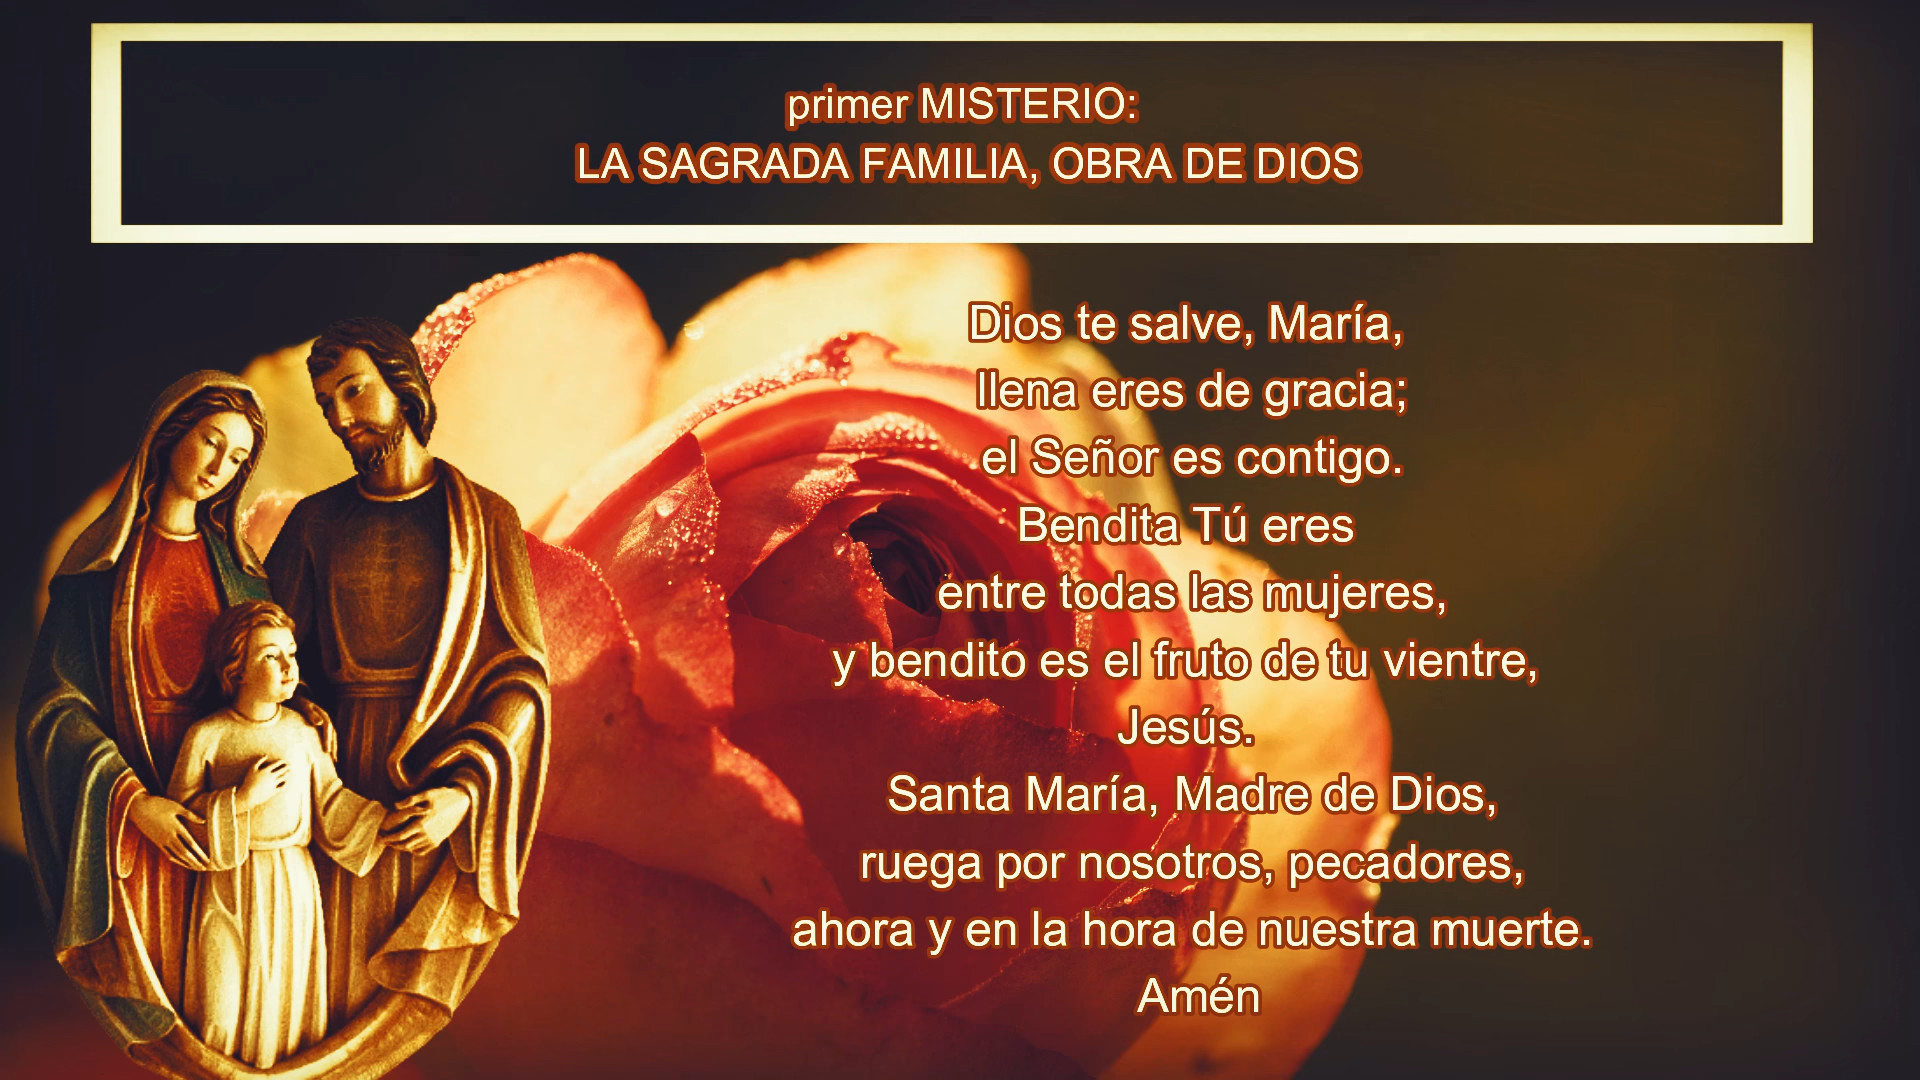 primer MISTERIO:
LA SAGRADA FAMILIA, OBRA DE DIOS
Dios te salve, María,
llena eres de gracia;
el Señor es contigo.
Bendita Tú eres
entre todas las mujeres,
y bendito es el fruto de tu vientre,
Jesús.
Santa María, Madre de Dios,
ruega por nosotros, pecadores,
ahora y en la hora de nuestra muerte.
Amén